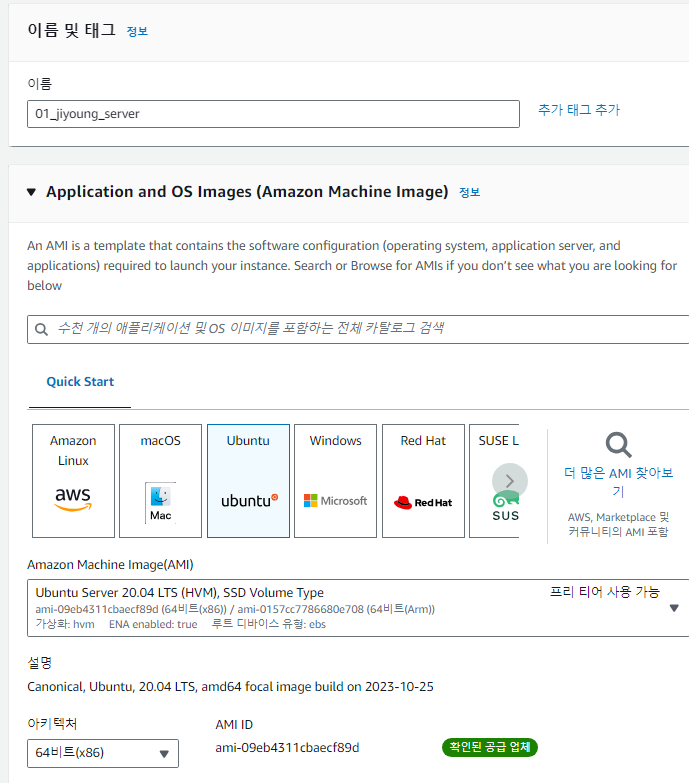 이름 및 태그 정보
이름
01_jiyoung_server
추가 태그 추가
Application and OS Images (Amazon Machine Image) 정보
An AMI is a template that contains the software configuration (operating system, application server, and
applications) required to launch your instance. Search or Browse for AMIs if you don't see what you are looking for
below
수천 개의 애플리케이션 및 OS 이미지를 포함하는 전체 카탈로그 검색
Quick Start
Amazon
Linux
aws
macOS
Mac
Ubuntu
ubuntu
Windows
Microsoft
Red Hat
Red Hat
SUSE L
SUS
더 많은 AMI 찾아보
기
AWS, Marketplace 및
커뮤니티의 AMI 포함
Amazon Machine Image(AMI)
Ubuntu Server 20.04 LTS (HVM), SSD Volume Type 프리 티어 사용 가능
ami-09eb4311cbaecf89d (64비트(x86)) / ami-0157cc7786680e708 (64비트(Arm))
가상화: hvm ENA enabled: true 루트 디바이스 유형: ebs
설명
Canonical, Ubuntu, 20.04 LTS, amd64 focal image build on 2023-10-25
아키텍처 AMI ID
64비트(x86) ami-09eb4311cbaecf89d 확인된 공급 업체